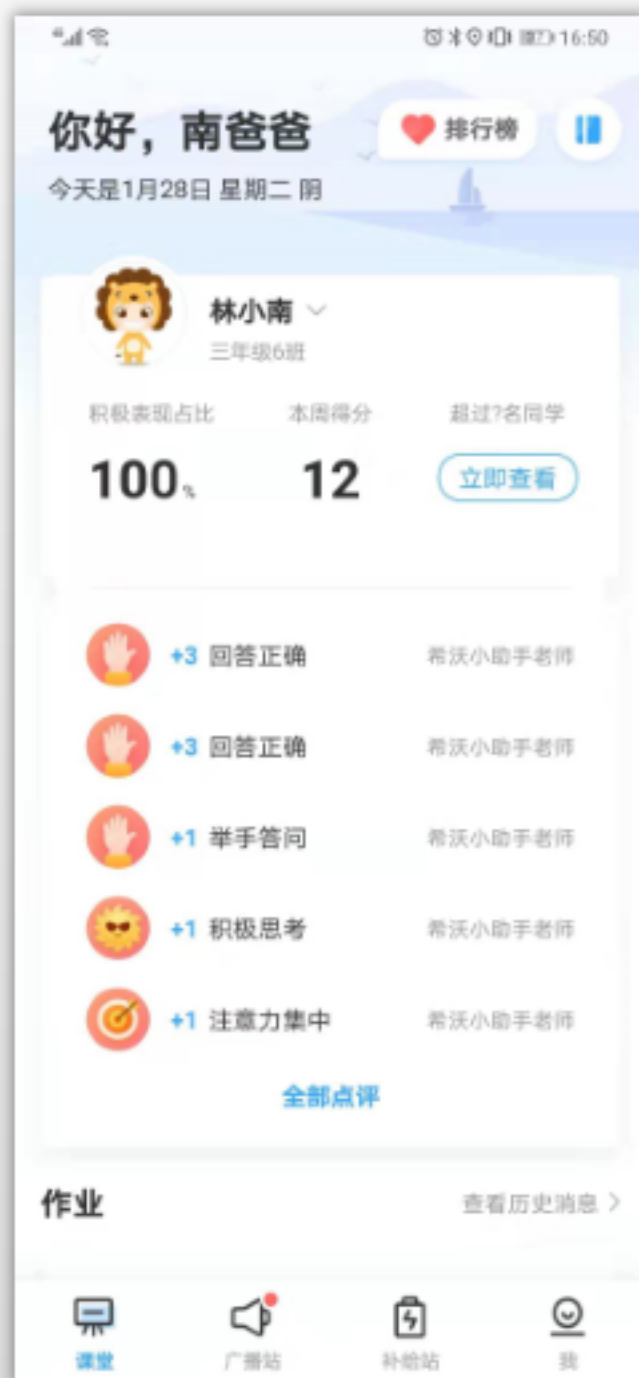 16:50
你好，南爸爸
排行榜
今天是1月28日 星期二 阴
林小南
三年级6班
积极表现占比 本周得分 超过?名同学
100% 12 立即查看
+3 回答正确 希沃小助手老师
+3 回答正确 希沃小助手老师
+1 举手答问 希沃小助手老师
+1 积极思考 希沃小助手老师
+1 注意力集中 希沃小助手老师
全部点评
作业 查看历史消息
课堂 广播站 补给站 我